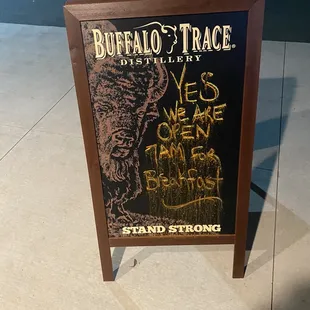 BUFFALO TRACE®
DISTILLERY
YES
WE ARE
OPEN
7AM FOR
BREAKFAST
STAND STRONG